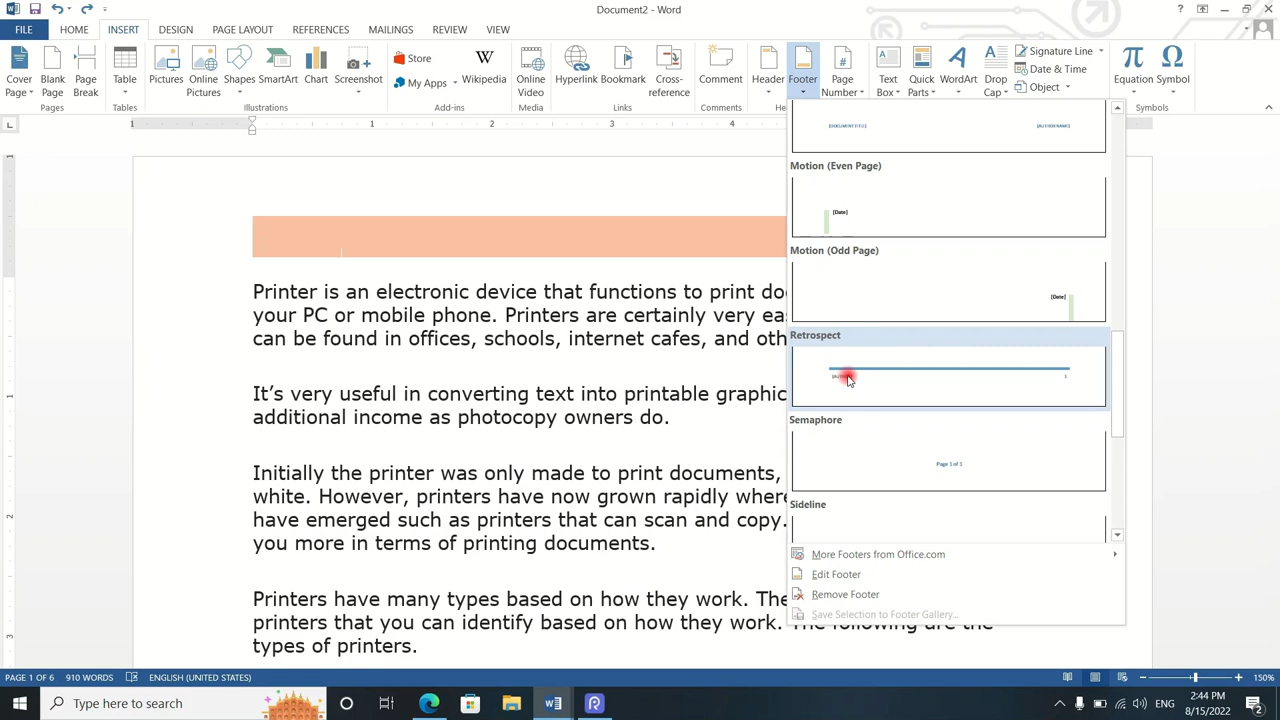 Document2 - Word
FILE
HOME
INSERT
DESIGN
PAGE LAYOUT
REFERENCES
MAILINGS
REVIEW
VIEW
Cover Page
Blank Page
Page Break
Table
Pictures
Online Pictures
Shapes
SmartArt
Chart
Screenshot
Store
My Apps
Wikipedia
Online Video
Hyperlink
Bookmark
Cross-reference
Comment
Header
Footer
Page Number
Text Box
Quick Parts
WordArt
Drop Cap
Signature Line
Date & Time
Object
Equation
Symbol
Pages
Tables
Illustrations
Add-ins
Media
Links
Comments
Symbols
1 1 2 3 4
[DOCUMENT TITLE] [AUTHOR NAME]
Motion (Even Page)
[Date]
Motion (Odd Page)
[Date]
Retrospect
Semaphore
Page 1 of 1
Sideline
More Footers from Office.com
Edit Footer
Remove Footer
Save Selection to Footer Gallery...
Printer is an electronic device that functions to print
your PC or mobile phone. Printers are certainly very
can be found in offices, schools, internet cafes, and
It's very useful in converting text into printable
additional income as photocopy owners do.
Initially the printer was only made to print documents,
white. However, printers have now grown rapidly
have emerged such as printers that can scan and copy.
you more in terms of printing documents.
Printers have many types based on how they work.
printers that you can identify based on how they work. The following are the
types of printers.
PAGE 1 OF 6
910 WORDS
ENGLISH (UNITED STATES)
150%
Type here to search
ENG
2:44 PM
8/15/2022
2